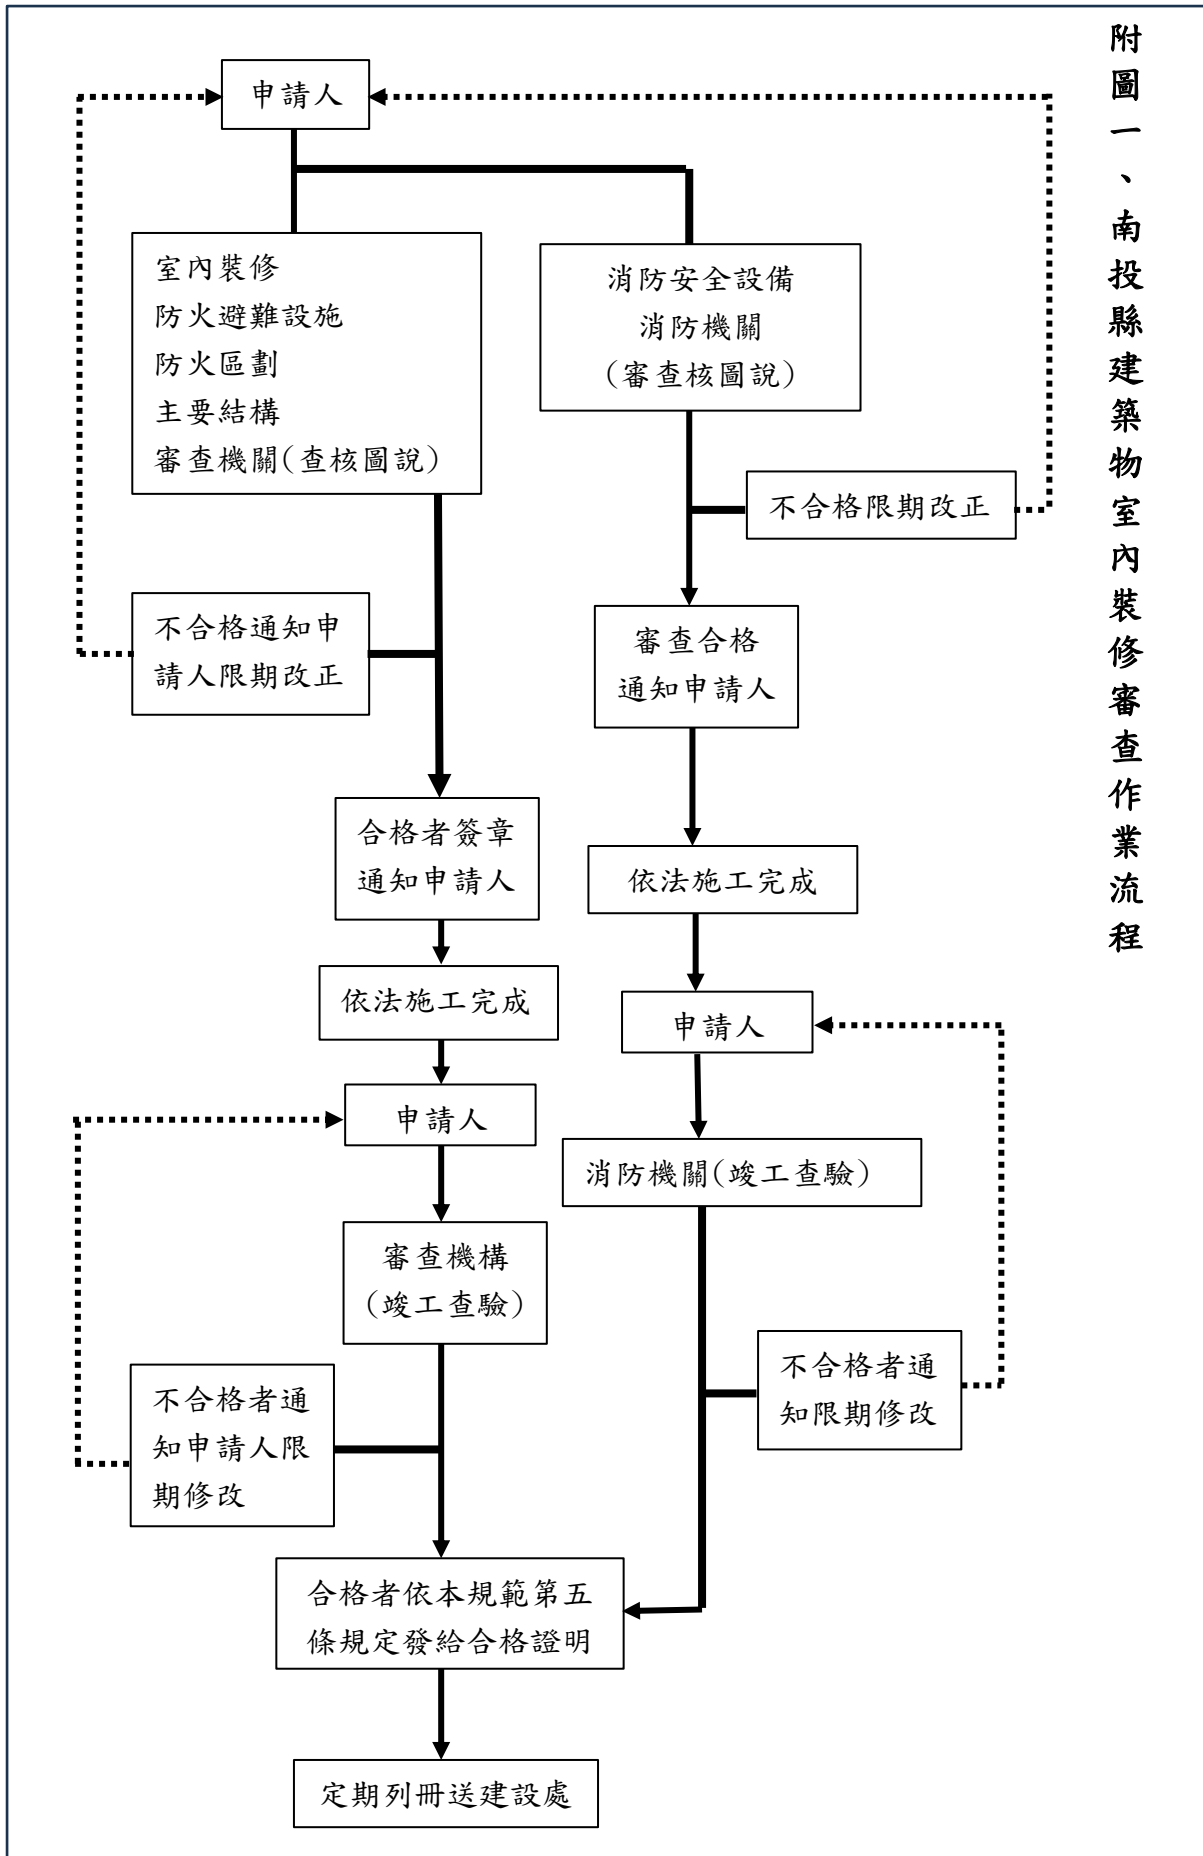 附圖一、南投縣建築物室內裝修審查作業流程
申請人
室內裝修
防火避難設施
防火區劃
主要結構
審查機關(查核圖說)
消防安全設備
消防機關
(審查核圖說)
不合格限期改正
不合格通知申
請人限期改正
審查合格
通知申請人
合格者簽章
通知申請人
依法施工完成
依法施工完成
申請人
申請人
消防機關(竣工查驗)
審查機構
(竣工查驗)
不合格者通
知限期修改
不合格者通
知申請人限
期修改
合格者依本規範第五
條規定發給合格證明
定期列冊送建設處